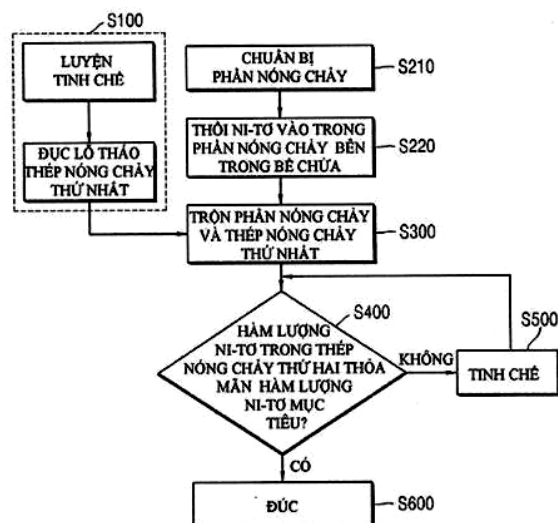 S100
LUYỆN
TINH CHẾ
ĐỤC LỖ THÁO
THÉP NÓNG CHẢY
THỨ NHẤT
CHUẨN BỊ
PHẦN NÓNG CHẢY
S210
THỔI NI-TƠ VÀO TRONG
PHẦN NÓNG CHẢY BÊN
TRONG BỂ CHỨA
S220
TRỘN PHẦN NÓNG CHẢY
VÀ THÉP NÓNG CHẢY
THỨ NHẤT
S300
S400
HÀM LƯỢNG
NI-TƠ TRONG THÉP
NÓNG CHẢY THỨ HAI THỎA
MÃN HÀM LƯỢNG
NI-TƠ MỤC
TIÊU?
KHÔNG
S500
TINH CHẾ
CÓ
ĐÚC
S600